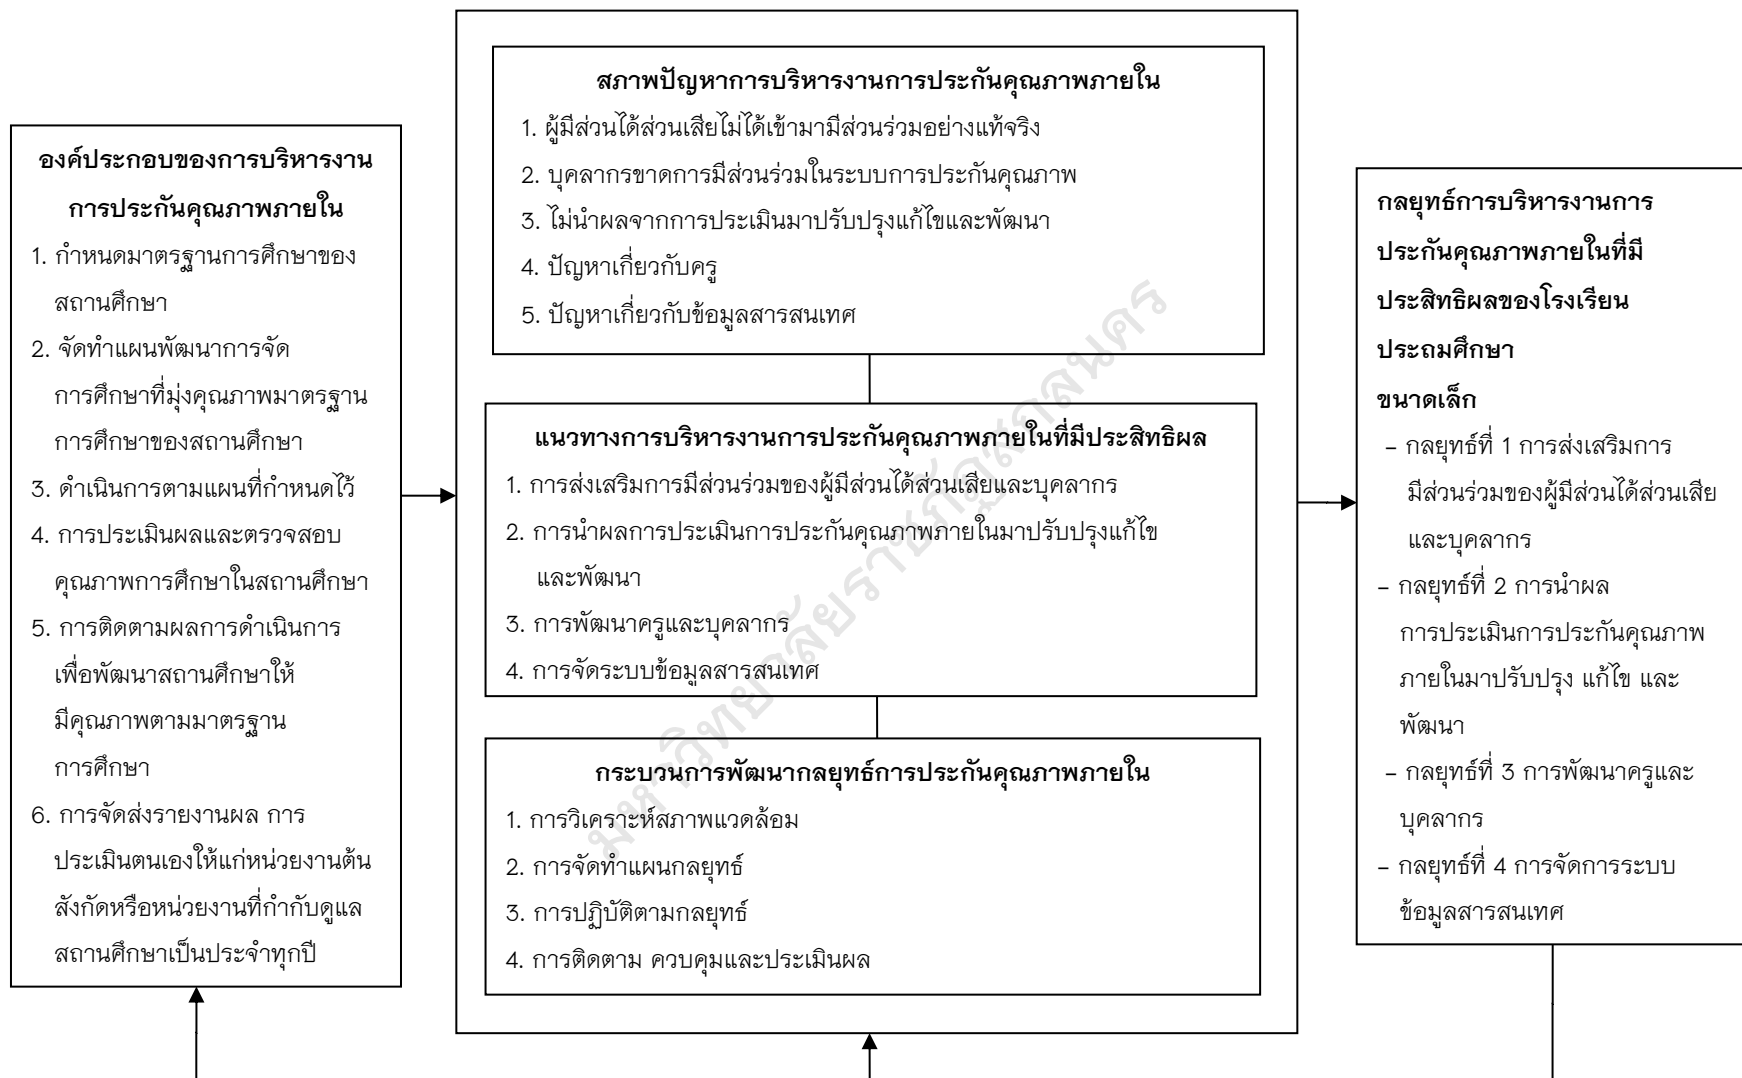 องค์ประกอบของการบริหารงาน
การประกันคุณภาพภายใน
1. กำหนดมาตรฐานการศึกษาของ
สถานศึกษา
2. จัดทำแผนพัฒนาการจัด
การศึกษาที่มุ่งคุณภาพมาตรฐาน
การศึกษาของสถานศึกษา
3. ดำเนินการตามแผนที่กำหนดไว้
4. การประเมินผลและตรวจสอบ
คุณภาพการศึกษาในสถานศึกษา
5. การติดตามผลการดำเนินการ
เพื่อพัฒนาสถานศึกษาให้
มีคุณภาพตามมาตรฐาน
การศึกษา
6. การจัดส่งรายงานผล การ
ประเมินตนเองให้แก่หน่วยงานต้น
สังกัดหรือหน่วยงานที่กำกับดูแล
สถานศึกษาเป็นประจำทุกปี
สภาพปัญหาการบริหารงานการประกันคุณภาพภายใน
1. ผู้มีส่วนได้ส่วนเสียไม่ได้เข้ามามีส่วนร่วมอย่างแท้จริง
2. บุคลากรขาดการมีส่วนร่วมในระบบการประกันคุณภาพ
3. ไม่นำผลจากการประเมินมาปรับปรุงแก้ไขและพัฒนา
4. ปัญหาเกี่ยวกับครู
5. ปัญหาเกี่ยวกับข้อมูลสารสนเทศ
แนวทางการบริหารงานการประกันคุณภาพภายในที่มีประสิทธิผล
1. การส่งเสริมการมีส่วนร่วมของผู้มีส่วนได้ส่วนเสียและบุคลากร
2. การนำผลการประเมินการประกันคุณภาพภายในมาปรับปรุงแก้ไข
และพัฒนา
3. การพัฒนาครูและบุคลากร
4. การจัดระบบข้อมูลสารสนเทศ
กระบวนการพัฒนากลยุทธ์การประกันคุณภาพภายใน
1. การวิเคราะห์สภาพแวดล้อม
2. การจัดทำแผนกลยุทธ์
3. การปฏิบัติตามกลยุทธ์
4. การติดตาม ควบคุมและประเมินผล
กลยุทธ์การบริหารงานการ
ประกันคุณภาพภายในที่มี
ประสิทธิผลของโรงเรียน
ประถมศึกษา
ขนาดเล็ก
– กลยุทธ์ที่ 1 การส่งเสริมการ
มีส่วนร่วมของผู้มีส่วนได้ส่วนเสีย
และบุคลากร
– กลยุทธ์ที่ 2 การนำผล
การประเมินการประกันคุณภาพ
ภายในมาปรับปรุง แก้ไข และ
พัฒนา
– กลยุทธ์ที่ 3 การพัฒนาครูและ
บุคลากร
– กลยุทธ์ที่ 4 การจัดการระบบ
ข้อมูลสารสนเทศ
มหาวิทยาลัยราชภัฏสกลนคร